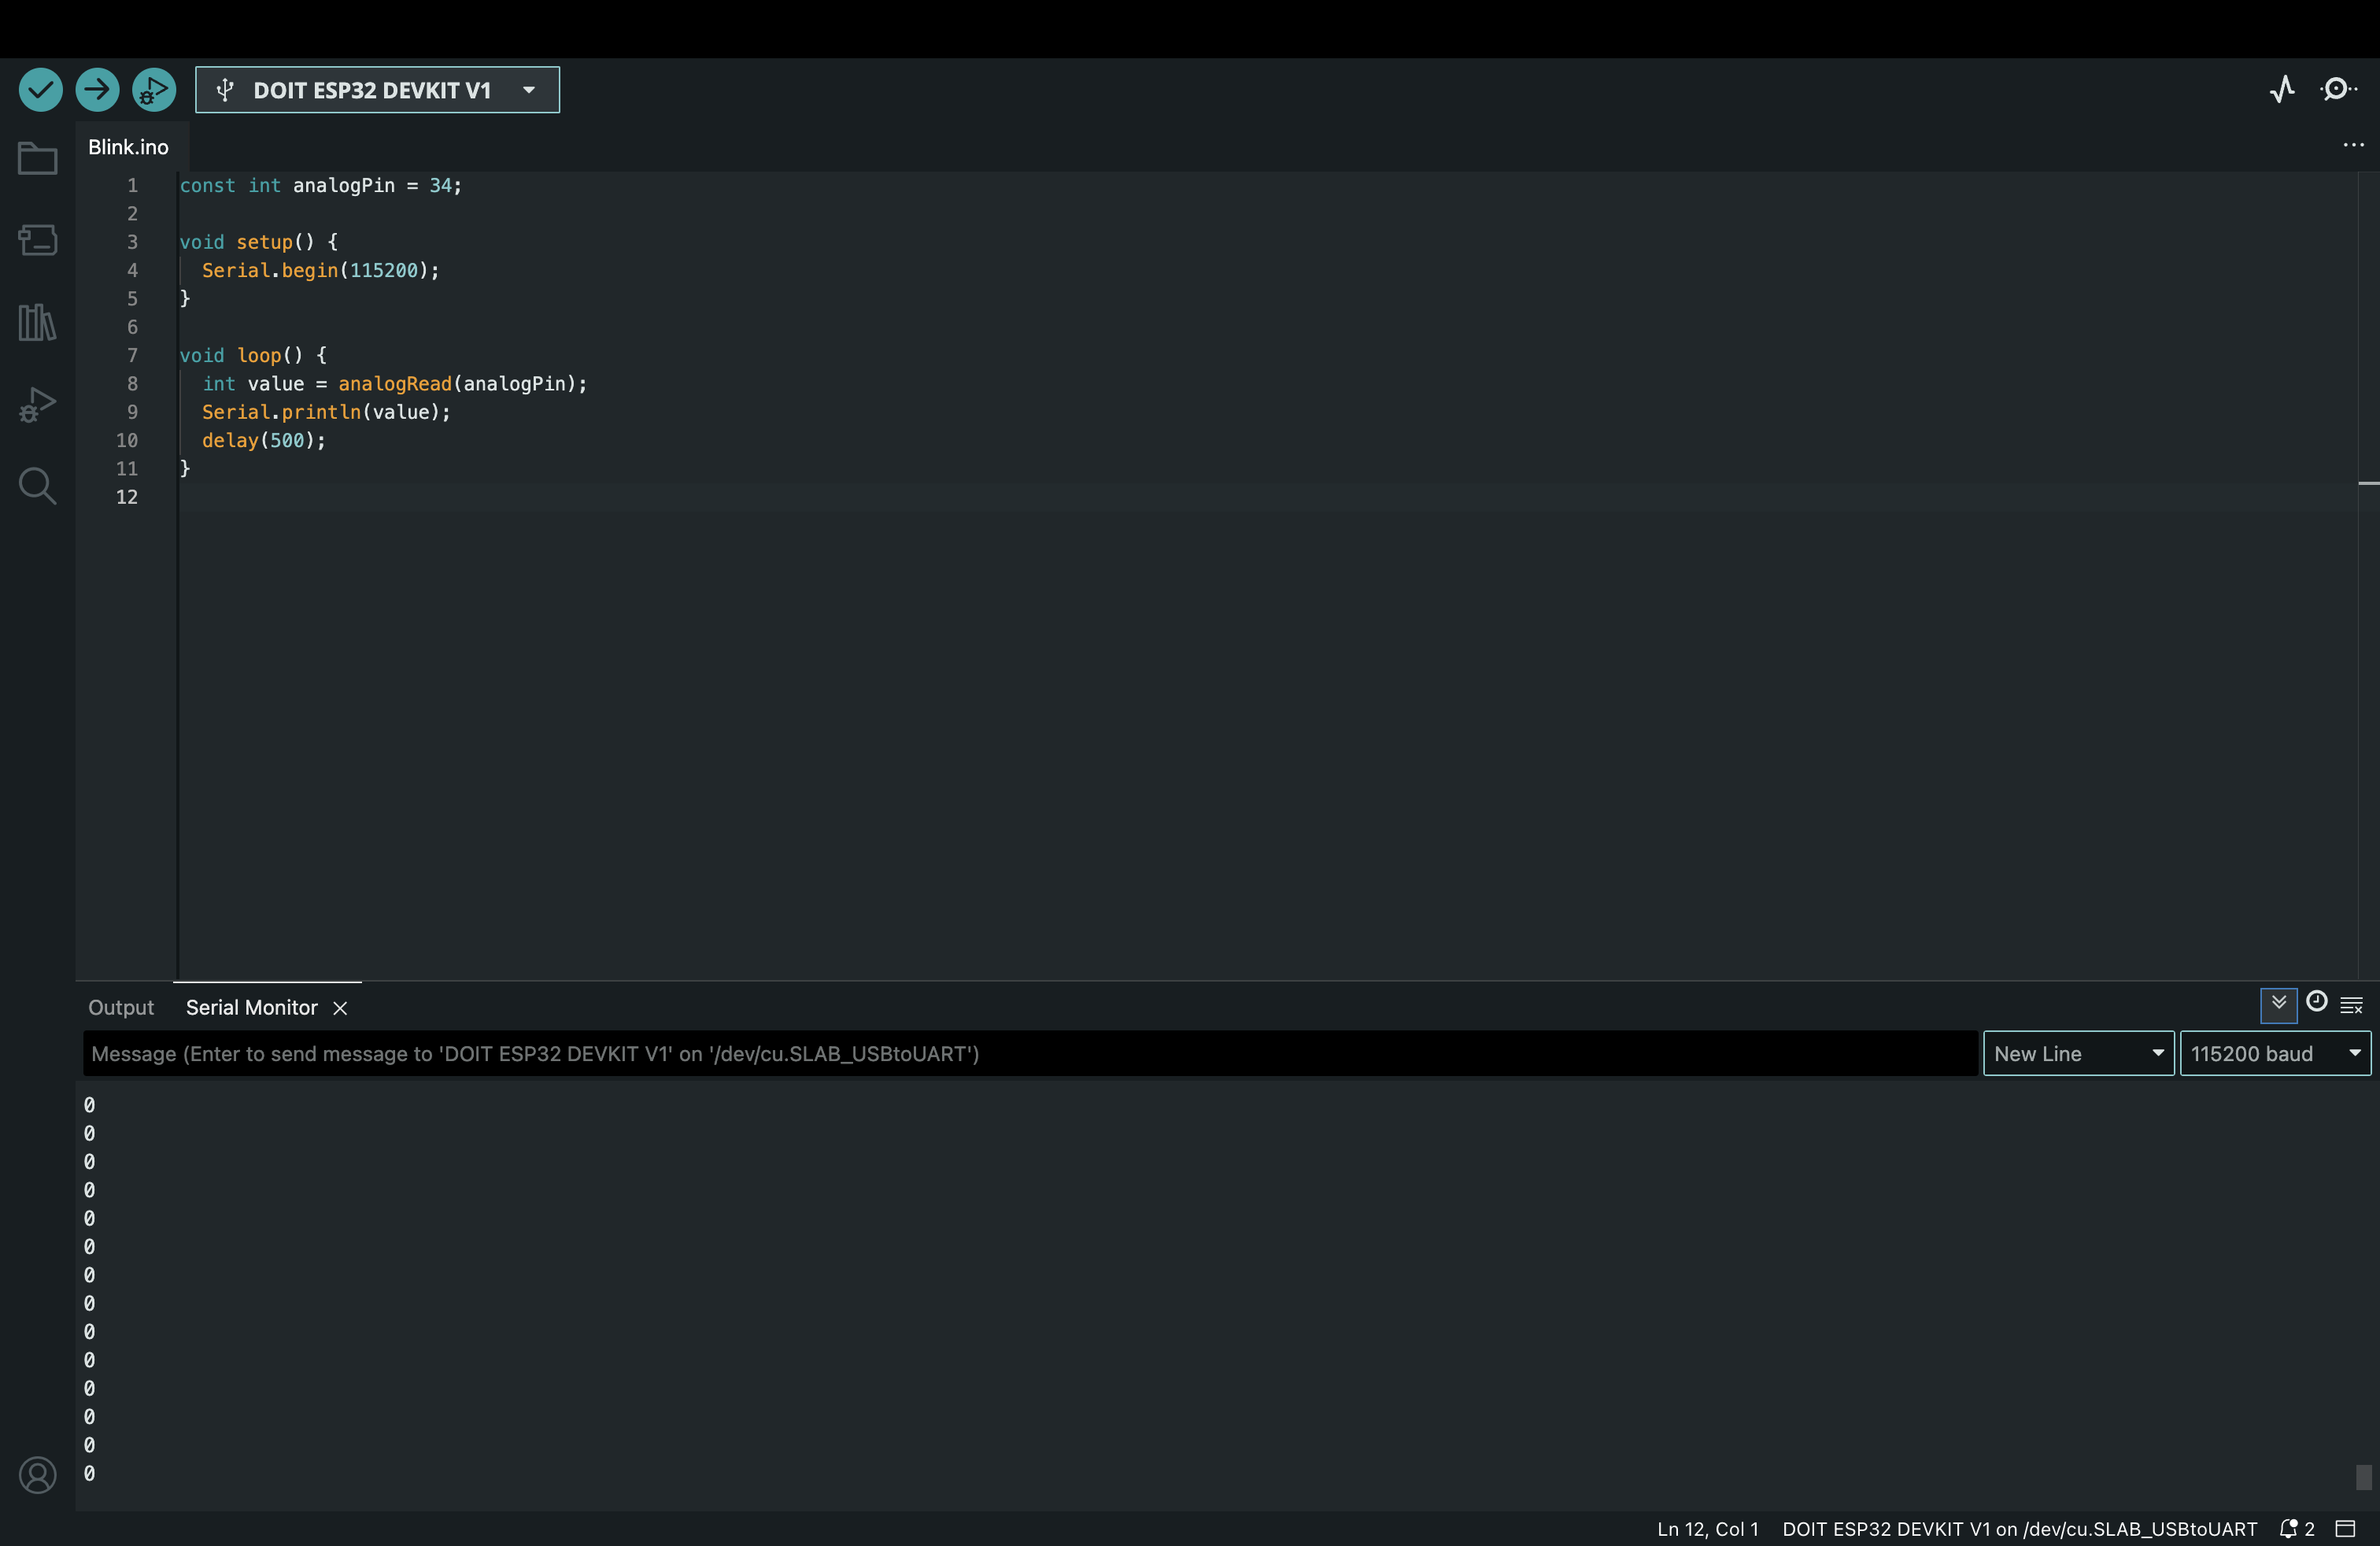 DOIT ESP32 DEVKIT V1
Blink.ino
1 const int analogPin = 34;
2
3 void setup() {
4 Serial.begin(115200);
5 }
6
7 void loop() {
8 int value = analogRead(analogPin);
9 Serial.println(value);
10 delay(500);
11 }
12
Output Serial Monitor
Message (Enter to send message to 'DOIT ESP32 DEVKIT V1' on '/dev/cu.SLAB_USBtoUART') New Line 115200 baud
0
0
0
0
0
0
0
0
0
0
0
0
0
0
Ln 12, Col 1 DOIT ESP32 DEVKIT V1 on /dev/cu.SLAB_USBtoUART 2